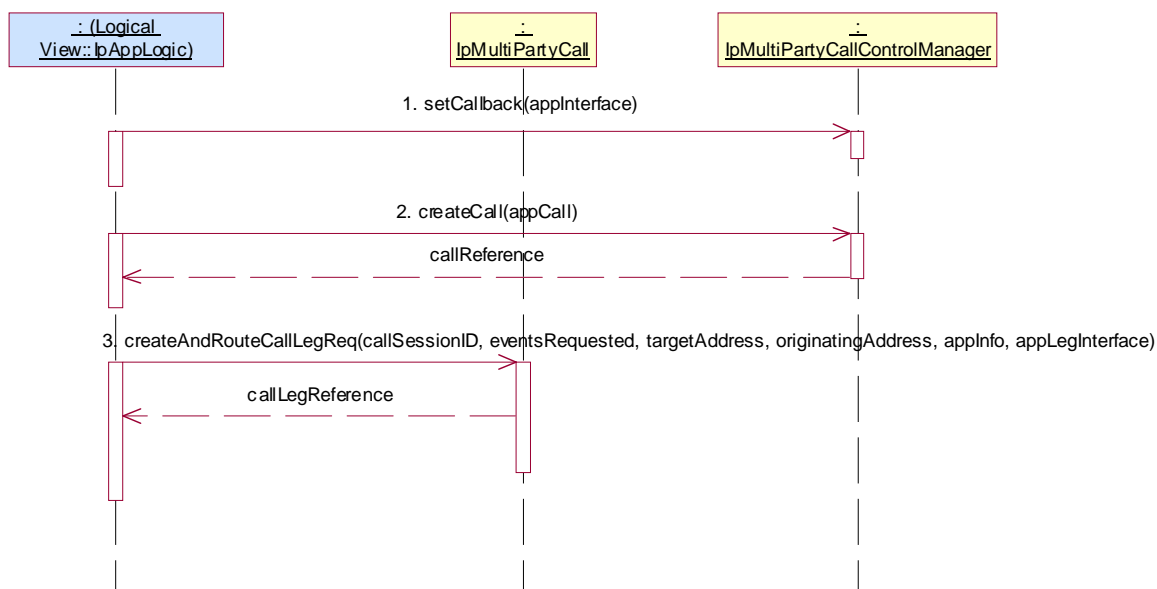 : (Logical
View::IpAppLogic)
:
IpMultiPartyCall
:
IpMultiPartyCallControlManager
1. setCallback(appInterface)
2. createCall(appCall)
callReference
3. createAndRouteCallLegReq(callSessionID, eventsRequested, targetAddress, originatingAddress, appInfo, appLegInterface)
callLegReference